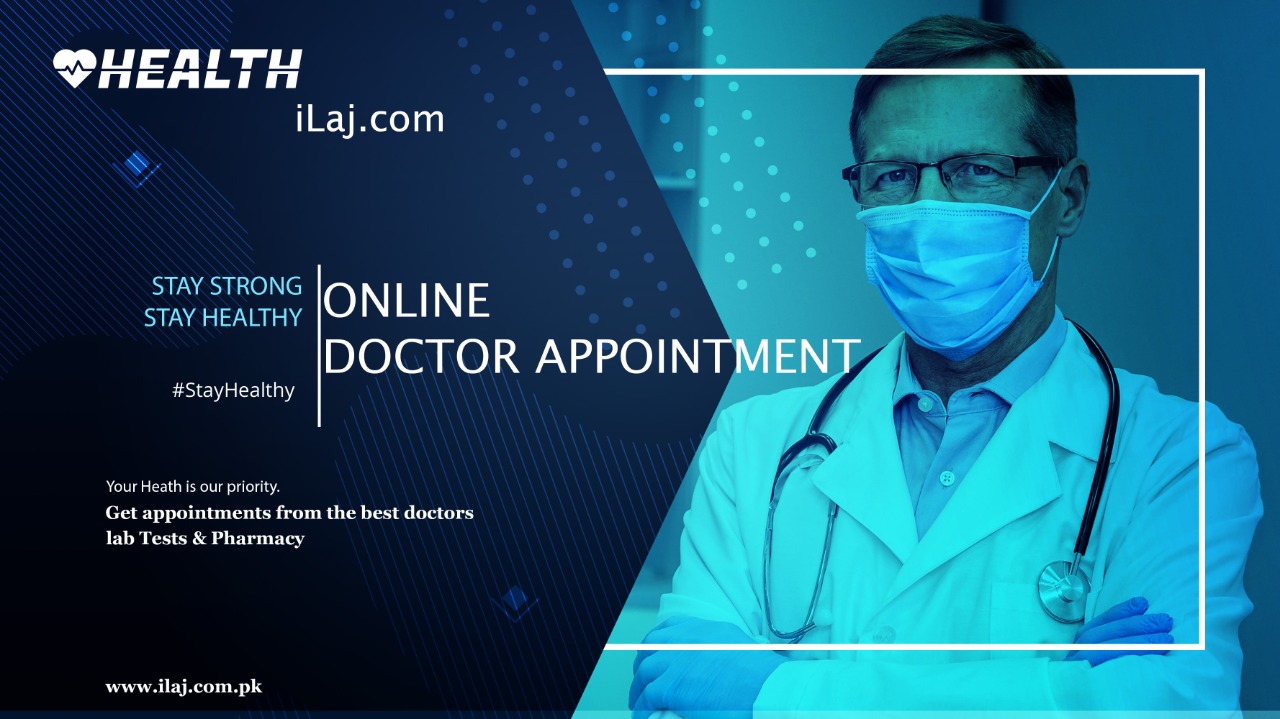 HEALTH
iLaj.com
STAY STRONG
STAY HEALTHY
#StayHealthy
ONLINE
DOCTOR APPOINTMENT
Your Heath is our priority.
Get appointments from the best doctors
lab Tests & Pharmacy
www.ilaj.com.pk